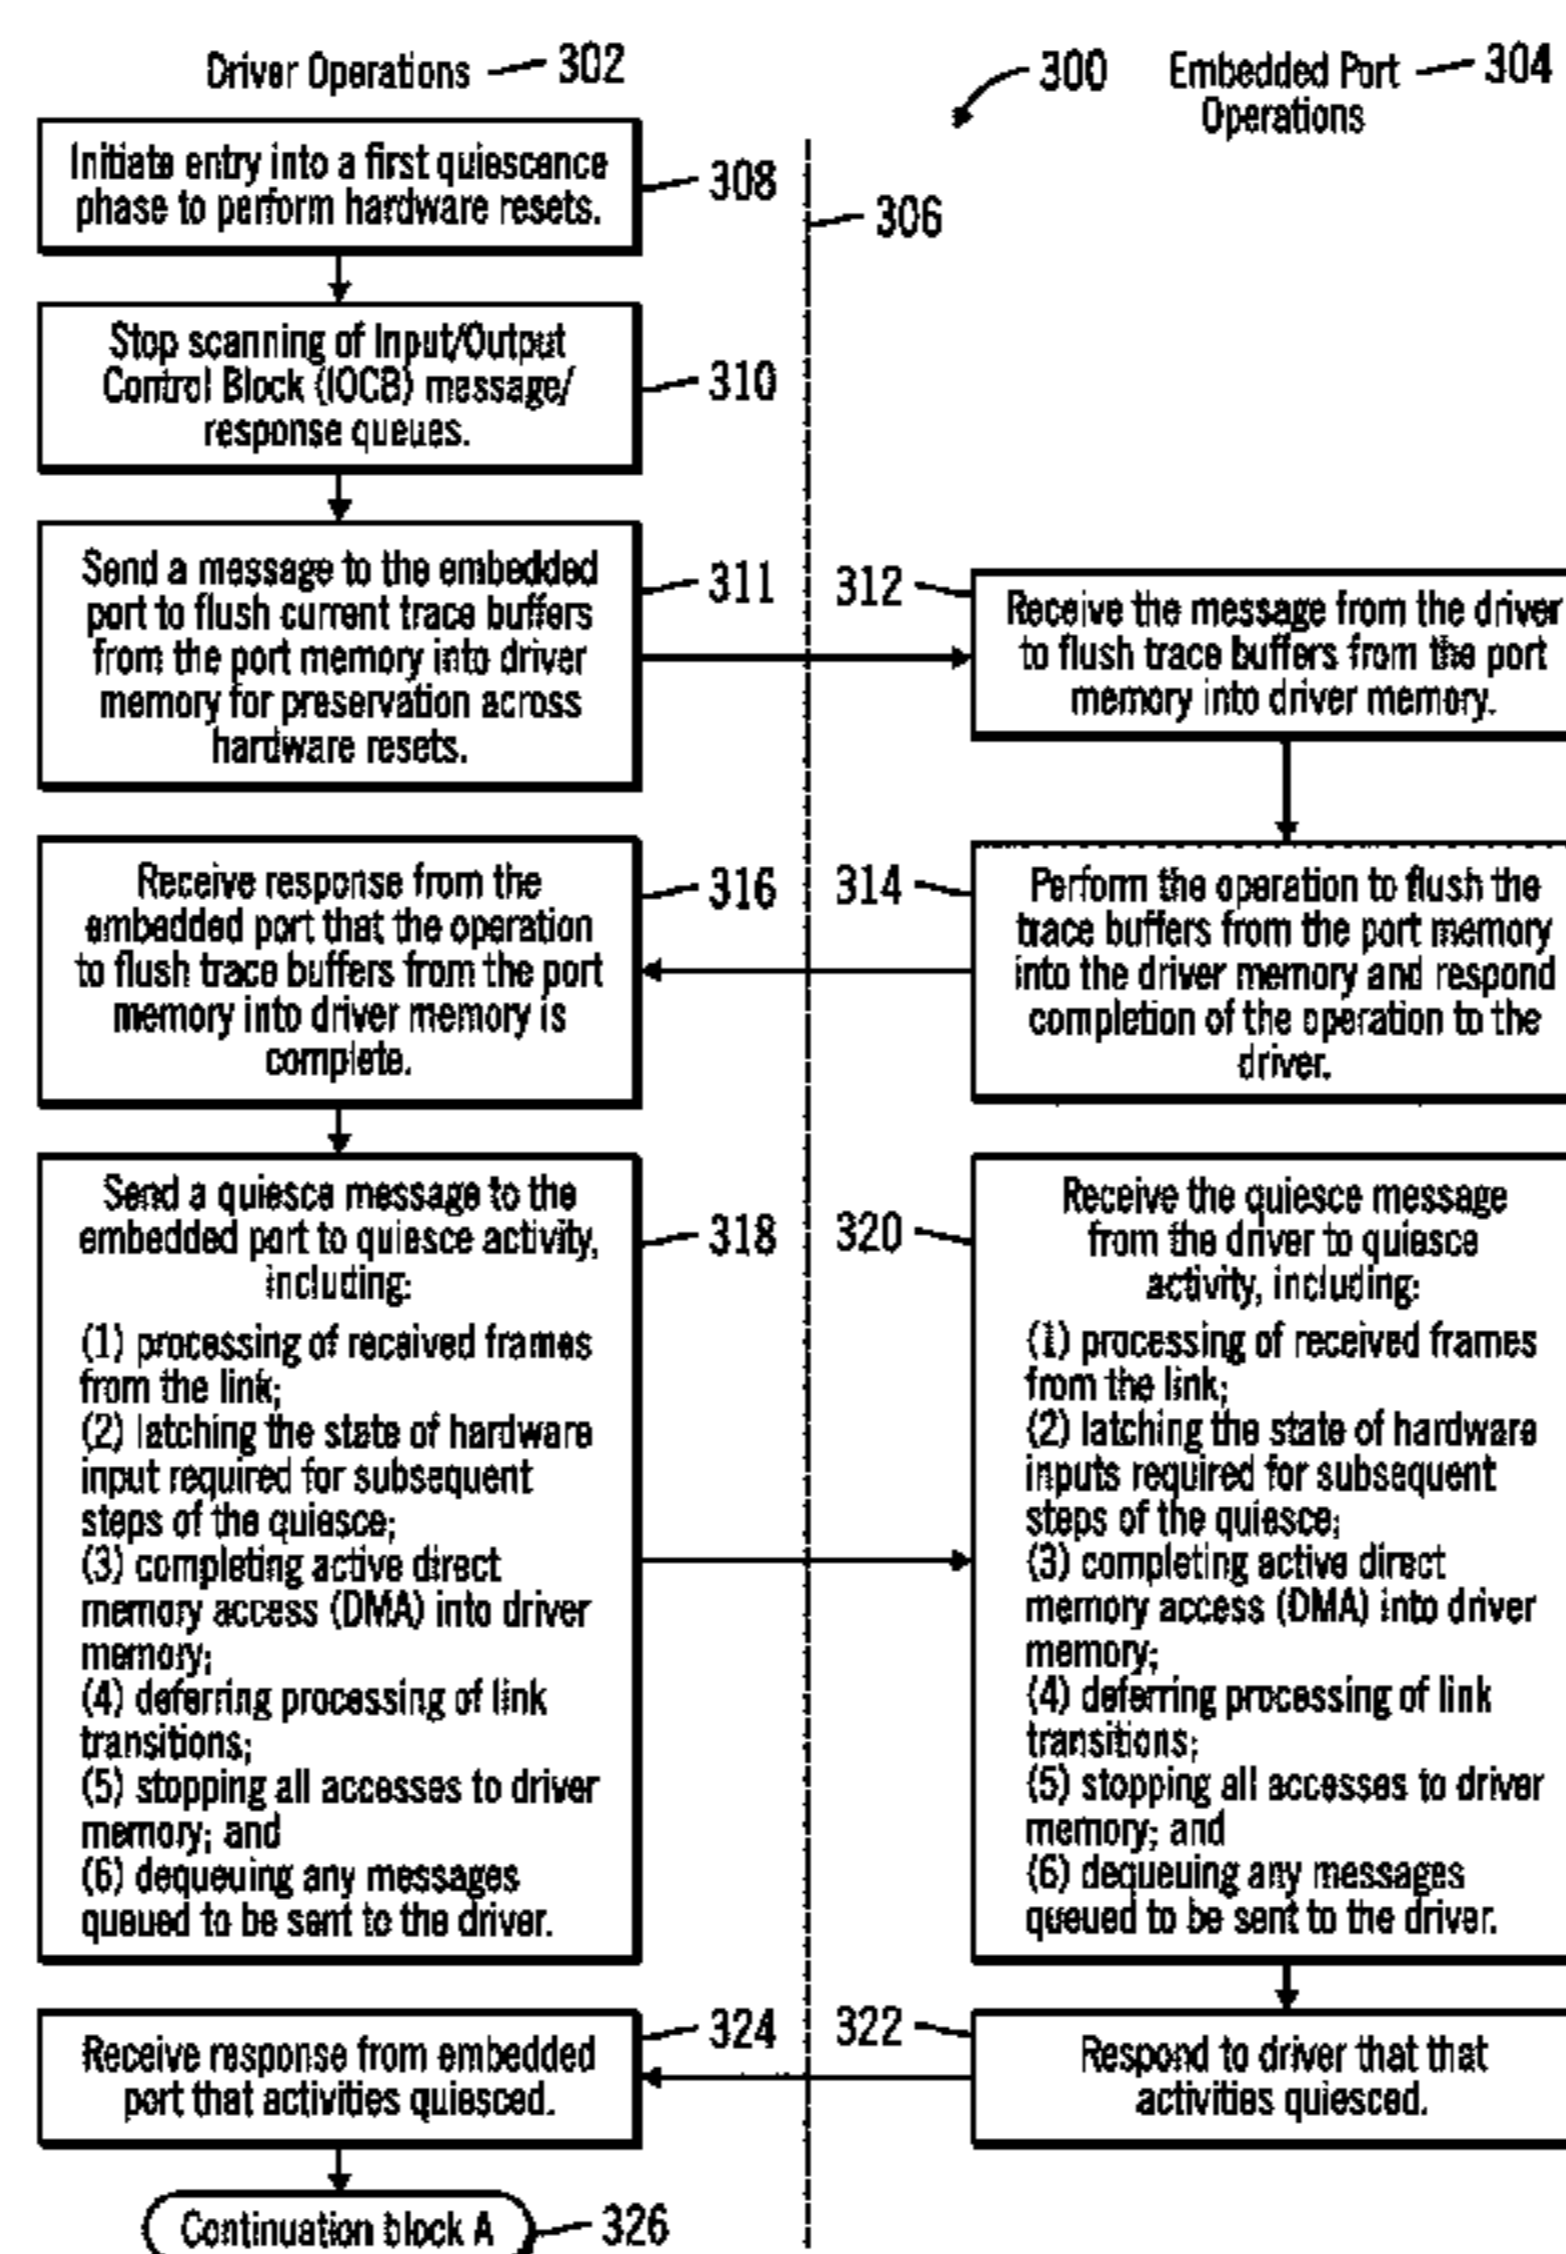 Driver Operations 302
300
Embedded Port 304
Operations
Initiate entry into a first quiescence
phase to perform hardware resets.
308
306
Stop scanning of Input/Output
Control Block (IOCB) message/
response queues.
310
Send a message to the embedded
port to flush current trace buffers
from the port memory into driver
memory for preservation across
hardware resets.
311
312
Receive the message from the driver
to flush trace buffers from the port
memory into driver memory.
314
Perform the operation to flush the
trace buffers from the port memory
into the driver memory and respond
completion of the operation to the
driver.
Receive response from the
embedded port that the operation
to flush trace buffers from the port
memory into driver memory is
complete.
316
Send a quiesce message to the
embedded port to quiesce activity,
including:
(1) processing of received frames
from the link;
(2) latching the state of hardware
input required for subsequent
steps of the quiesce;
(3) completing active direct
memory access (DMA) into driver
memory;
(4) deferring processing of link
transitions;
(5) stopping all accesses to driver
memory; and
(6) dequeuing any messages
queued to be sent to the driver.
318
320
Receive the quiesce message
from the driver to quiesce
activity, including:
(1) processing of received frames
from the link;
(2) latching the state of hardware
inputs required for subsequent
steps of the quiesce;
(3) completing active direct
memory access (DMA) into driver
memory;
(4) deferring processing of link
transitions;
(5) stopping all accesses to driver
memory; and
(6) dequeuing any messages
queued to be sent to the driver.
322
Respond to driver that that
activities quiesced.
Receive response from embedded
port that activities quiesced.
324
Continuation block A 326